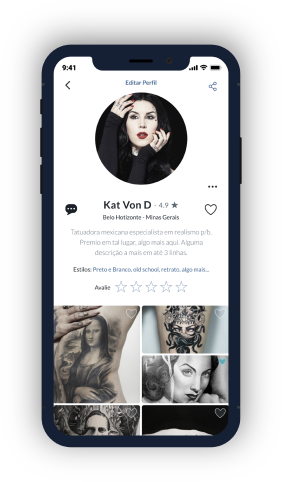 9:41
Editar Perfil
Kat Von D - 4.9 ★
Belo Hotizonte - Minas Gerais
Tatuadora mexicana especialista em realismo p/b.
Premio em tal lugar, algo mais aqui. Alguma
descrição a mais em até 3 linhas.
Estilos: Preto e Branco, old school, retrato, algo mais...
Avalie